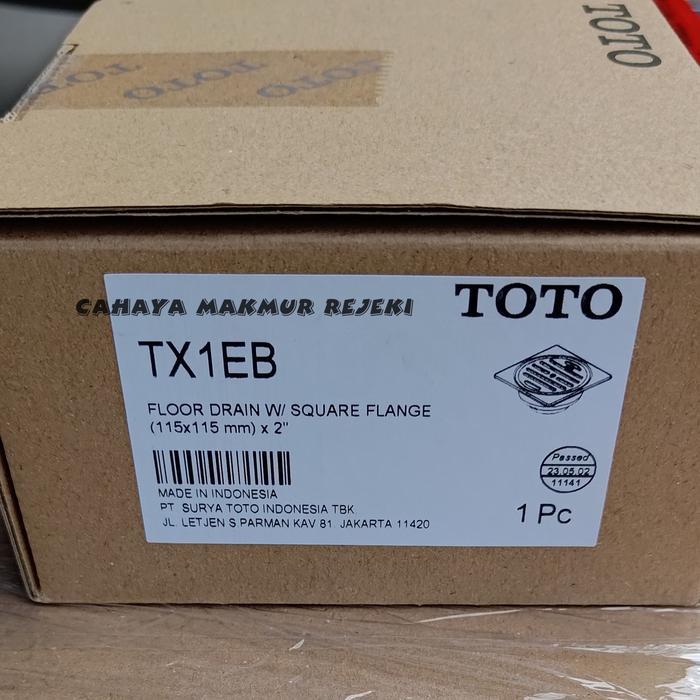 TOTO
TOTO TOTO TOTO
CAHAYA MAKMUR REJEKI
TOTO
TX1EB
FLOOR DRAIN W/ SQUARE FLANGE
(115x115 mm) x 2"
Passed
23.05.02
11141
MADE IN INDONESIA
PT. SURYA TOTO INDONESIA TBK
JL. LETJEN S PARMAN KAV 81 JAKARTA 11420
1 Pc